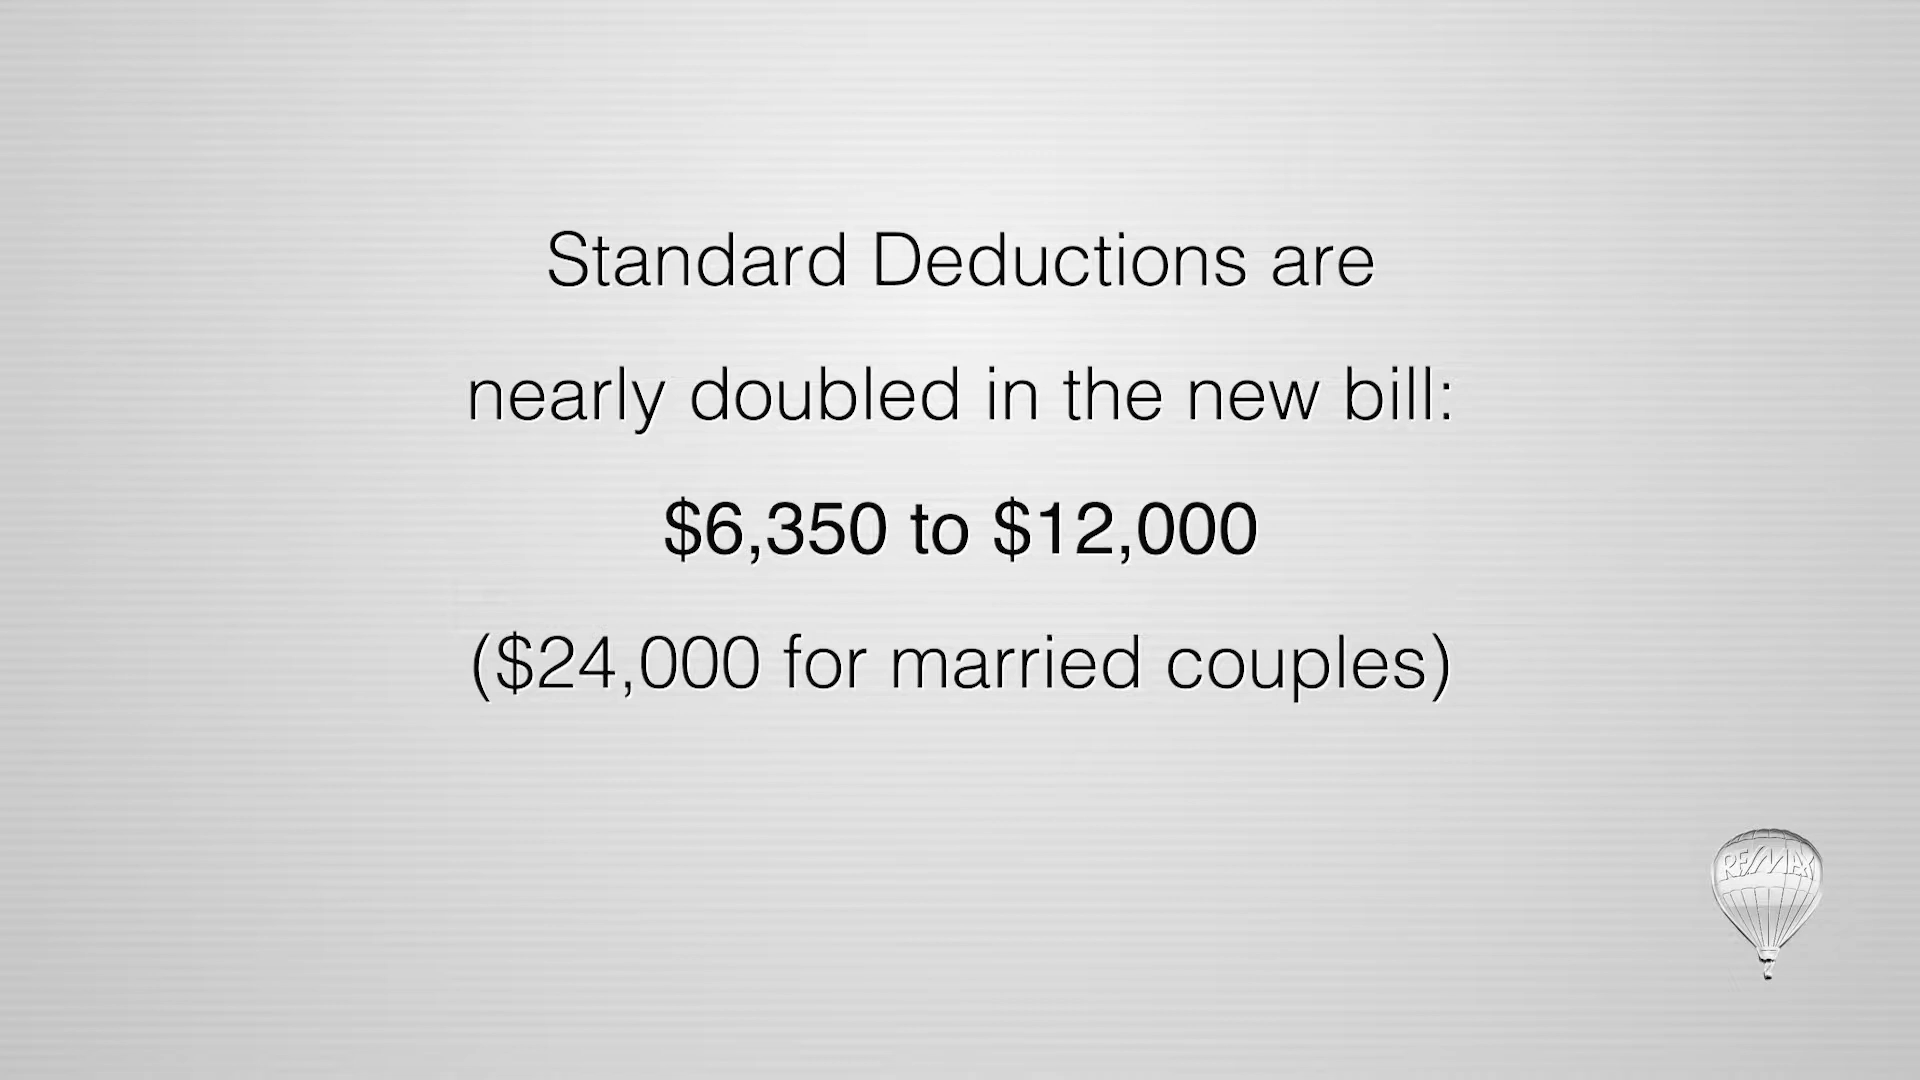 Standard Deductions are
nearly doubled in the new bill:
$6,350 to $12,000
($24,000 for married couples)
RE/MAX